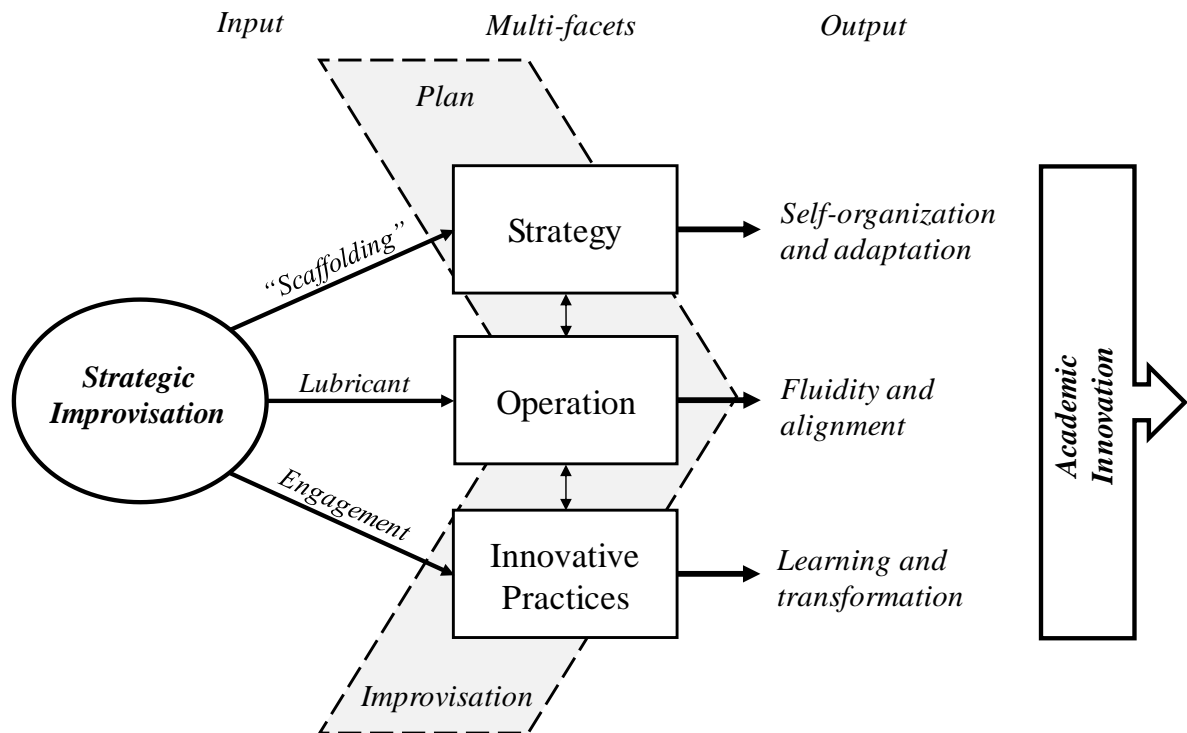 Input
Multi-facets
Output
Plan
“Scaffolding”
Strategy
Self-organization
and adaptation
Strategic
Improvisation
Lubricant
Operation
Fluidity and
alignment
Academic
Innovation
Engagement
Innovative
Practices
Learning and
transformation
Improvisation